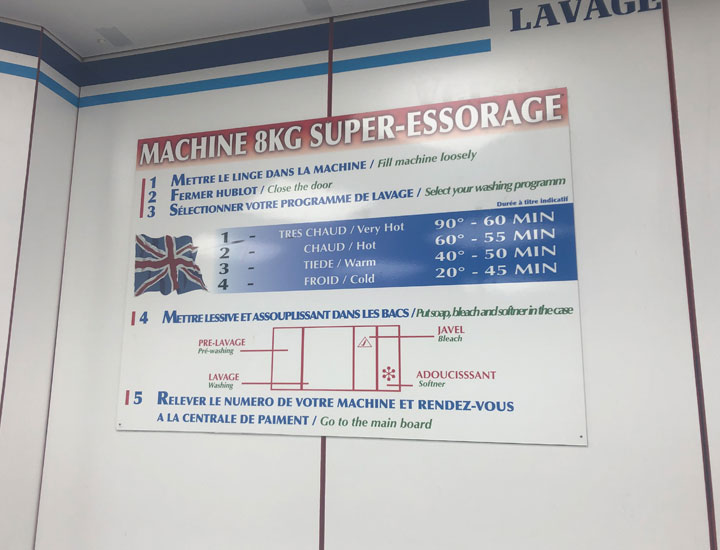 LAVAGE
MACHINE 8KG SUPER-ESSORAGE
1 METTRE LE LINGE DANS LA MACHINE / Fill machine loosely
2 FERMER HUBLOT / Close the door
3 SÉLECTIONNER VOTRE PROGRAMME DE LAVAGE / Select your washing programm
Durée à titre indicatif
1 - TRES CHAUD / Very Hot 90° - 60 MIN
2 - CHAUD / Hot 60° - 55 MIN
3 - TIEDE / Warm 40° - 50 MIN
4 - FROID / Cold 20° - 45 MIN
4 METTRE LESSIVE ET ASSOUPLISSANT DANS LES BACS / Put soap, bleach and softner in the case
PRE-LAVAGE
Pré-washing
JAVEL
Bleach
LAVAGE
Washing
ADOUCISSSANT
Softner
5 RELEVER LE NUMERO DE VOTRE MACHINE ET RENDEZ-VOUS
A LA CENTRALE DE PAIMENT / Go to the main board